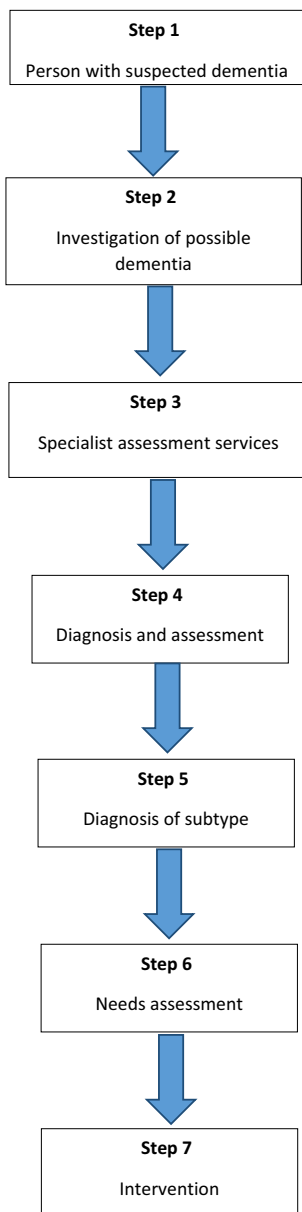 Step 1
Person with suspected dementia
Step 2
Investigation of possible
dementia
Step 3
Specialist assessment services
Step 4
Diagnosis and assessment
Step 5
Diagnosis of subtype
Step 6
Needs assessment
Step 7
Intervention